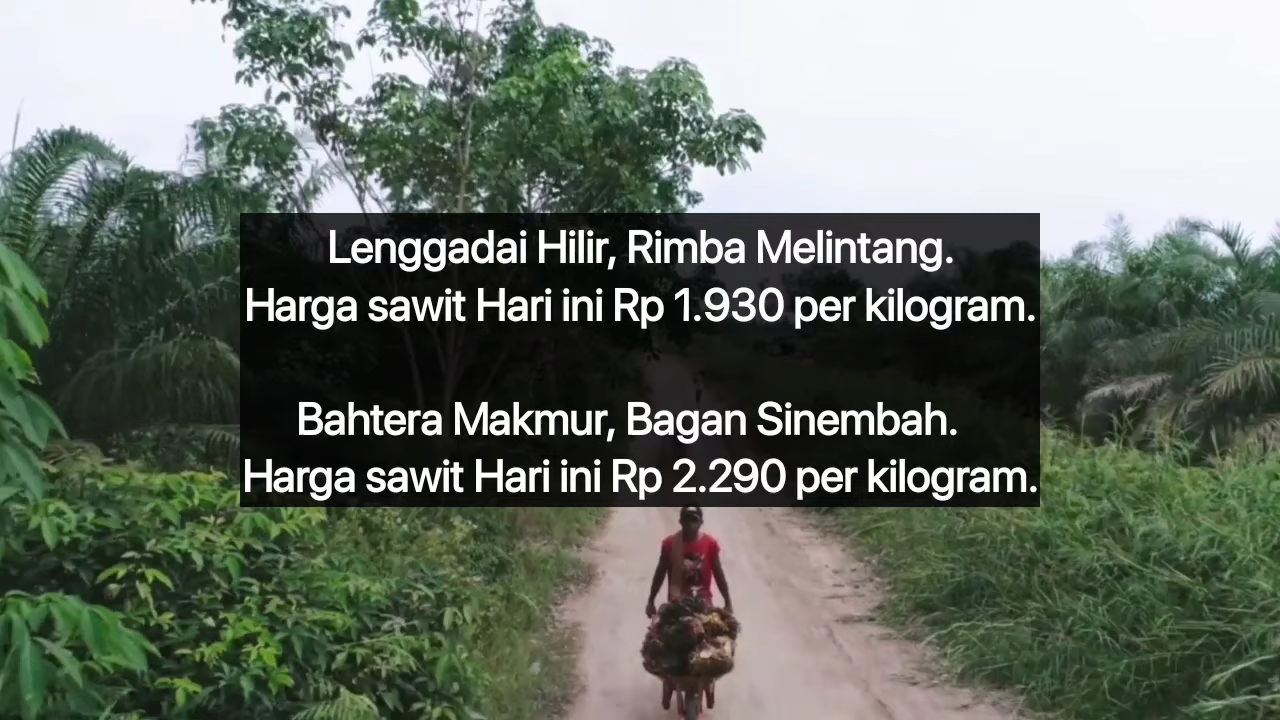 Lenggadai Hilir, Rimba Melintang.
Harga sawit Hari ini Rp 1.930 per kilogram.
Bahtera Makmur, Bagan Sinembah.
Harga sawit Hari ini Rp 2.290 per kilogram.